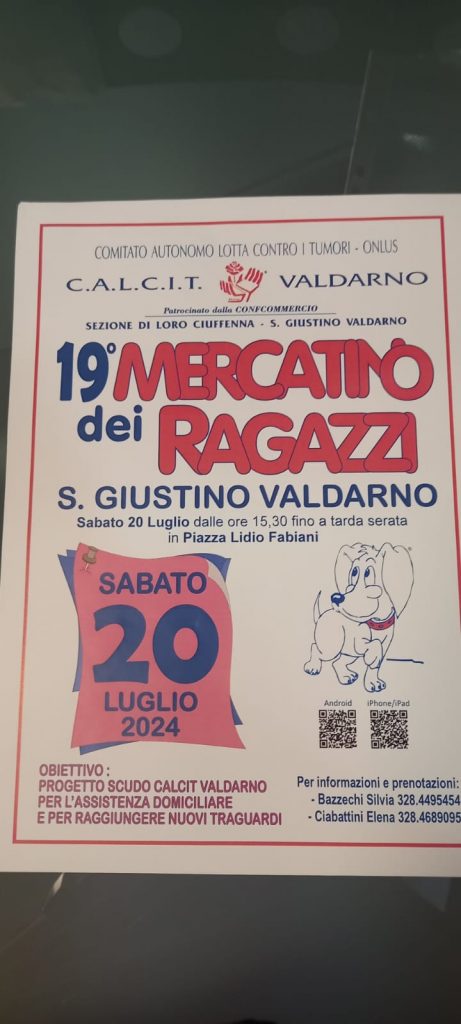 COMITATO AUTONOMO LOTTA CONTRO I TUMORI - ONLUS
C.A.L.C.I.T. VALDARNO
Patrocinato dalla CONFCOMMERCIO
SEZIONE DI LORO CIUFFENNA - S. GIUSTINO VALDARNO
19° MERCATINO
dei RAGAZZI
S. GIUSTINO VALDARNO
Sabato 20 Luglio dalle ore 15,30 fino a tarda serata
in Piazza Lidio Fabiani
SABATO
20
LUGLIO
2024
Android iPhone/iPad
OBIETTIVO :
PROGETTO SCUDO CALCIT VALDARNO
PER L'ASSISTENZA DOMICILIARE
E PER RAGGIUNGERE NUOVI TRAGUARDI
Per informazioni e prenotazioni:
- Bazzechi Silvia 328.4495454
- Ciabattini Elena 328.4689095